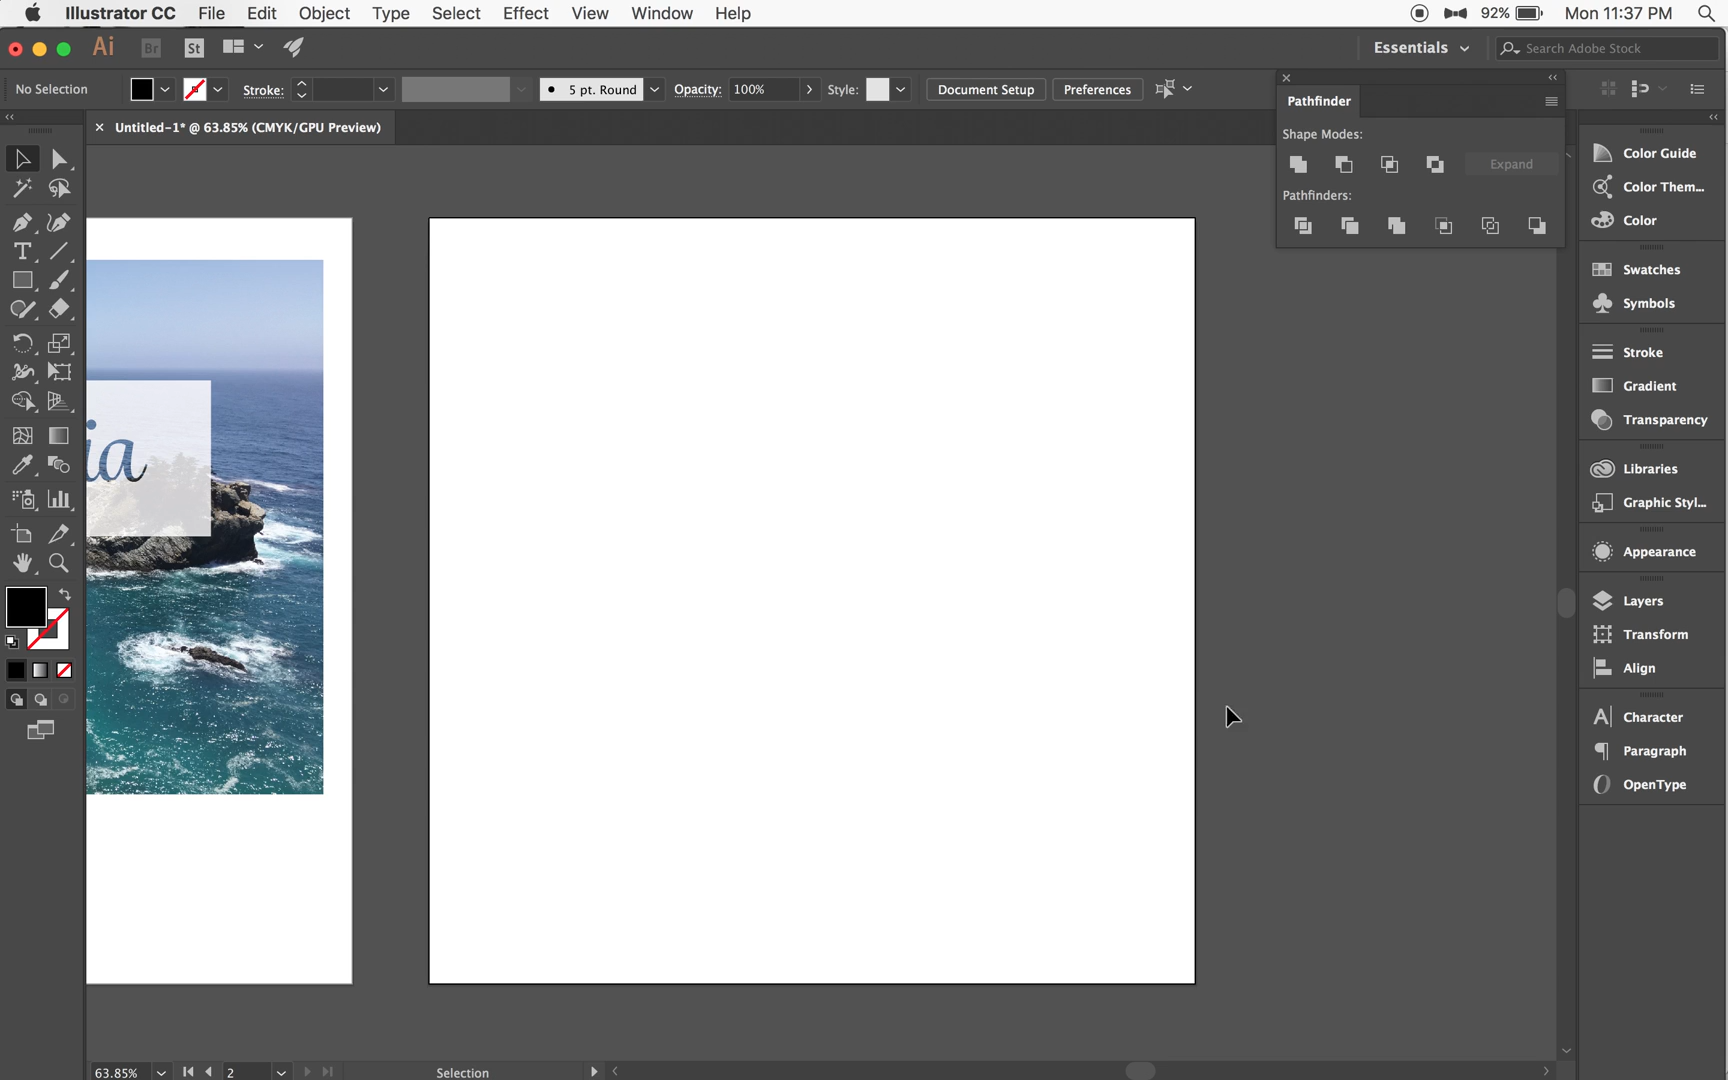 Illustrator CC File Edit Object Type Select Effect View Window Help 92% Mon 11:37 PM
Ai Br St Essentials Search Adobe Stock
No Selection Stroke: 5 pt. Round Opacity: 100% Style: Document Setup Preferences
Untitled-1* @ 63.85% (CMYK/GPU Preview)
Pathfinder
Shape Modes:
Expand
Pathfinders:
Color Guide
Color Them...
Color
Swatches
Symbols
Stroke
Gradient
Transparency
Libraries
Graphic Styl...
Appearance
Layers
Transform
Align
Character
Paragraph
OpenType
ia
63.85% 2 Selection